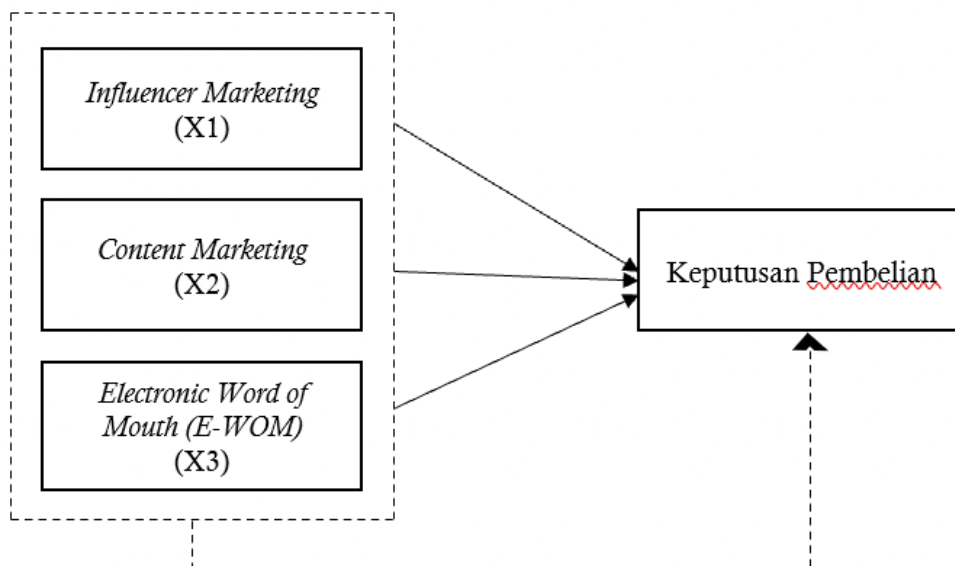 Influencer Marketing
(X1)
Content Marketing
(X2)
Electronic Word of
Mouth (E-WOM)
(X3)
Keputusan Pembelian